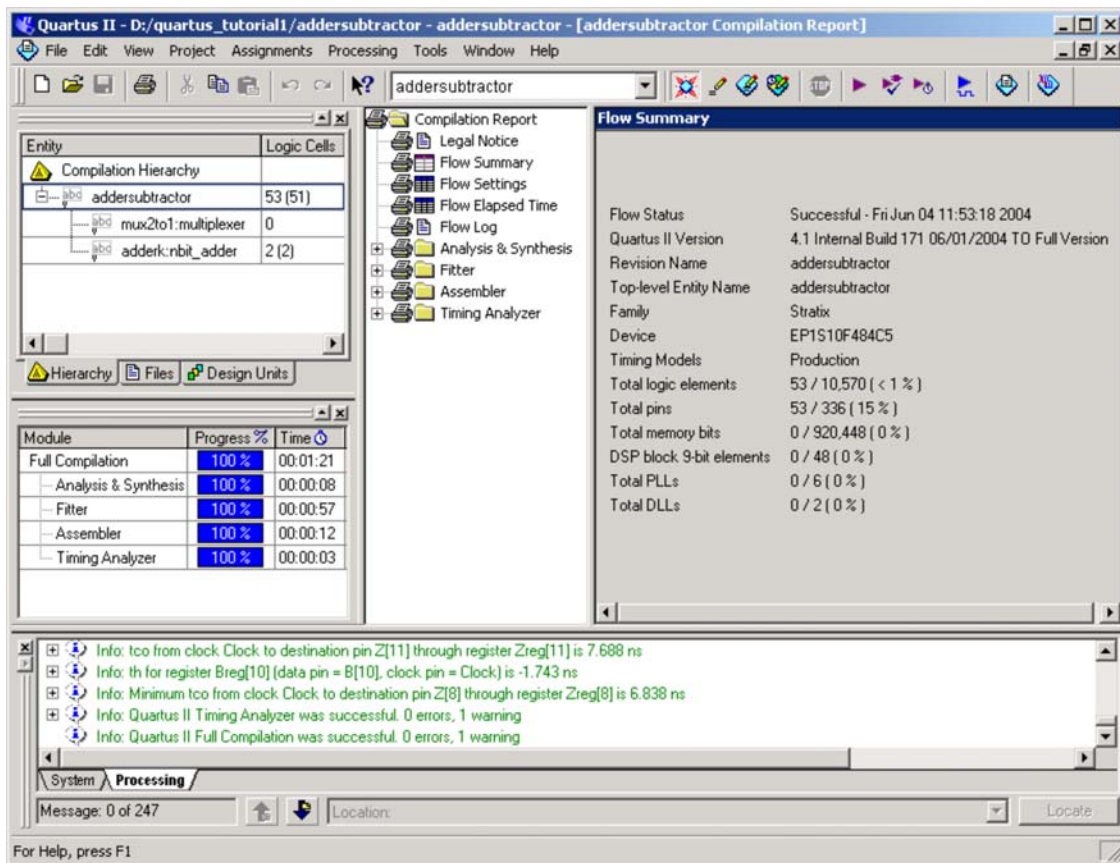 Quartus II - D:/quartus_tutorial1/addersubtractor - addersubtractor - [addersubtractor Compilation Report]
File Edit View Project Assignments Processing Tools Window Help
addersubtractor
Entity Logic Cells
Compilation Hierarchy
addersubtractor 53 (51)
mux2to1:multiplexer 0
adderk:nbit_adder 2 (2)
Hierarchy Files Design Units
Module Progress % Time
Full Compilation 100 % 00:01:21
Analysis & Synthesis 100 % 00:00:08
Fitter 100 % 00:00:57
Assembler 100 % 00:00:12
Timing Analyzer 100 % 00:00:03
Compilation Report
Legal Notice
Flow Summary
Flow Settings
Flow Elapsed Time
Flow Log
Analysis & Synthesis
Fitter
Assembler
Timing Analyzer
Flow Summary
Flow Status Successful - Fri Jun 04 11:53:18 2004
Quartus II Version 4.1 Internal Build 171 06/01/2004 TO Full Version
Revision Name addersubtractor
Top-level Entity Name addersubtractor
Family Stratix
Device EP1S10F484C5
Timing Models Production
Total logic elements 53 / 10,570 ( < 1 % )
Total pins 53 / 336 ( 15 % )
Total memory bits 0 / 920,448 ( 0 % )
DSP block 9-bit elements 0 / 48 ( 0 % )
Total PLLs 0 / 6 ( 0 % )
Total DLLs 0 / 2 ( 0 % )
Info: tco from clock Clock to destination pin Z[11] through register Zreg[11] is 7.688 ns
Info: th for register Breg[10] (data pin = B[10], clock pin = Clock) is -1.743 ns
Info: Minimum tco from clock Clock to destination pin Z[8] through register Zreg[8] is 6.838 ns
Info: Quartus II Timing Analyzer was successful. 0 errors, 1 warning
Info: Quartus II Full Compilation was successful. 0 errors, 1 warning
System Processing
Message: 0 of 247 Location: Locate
For Help, press F1